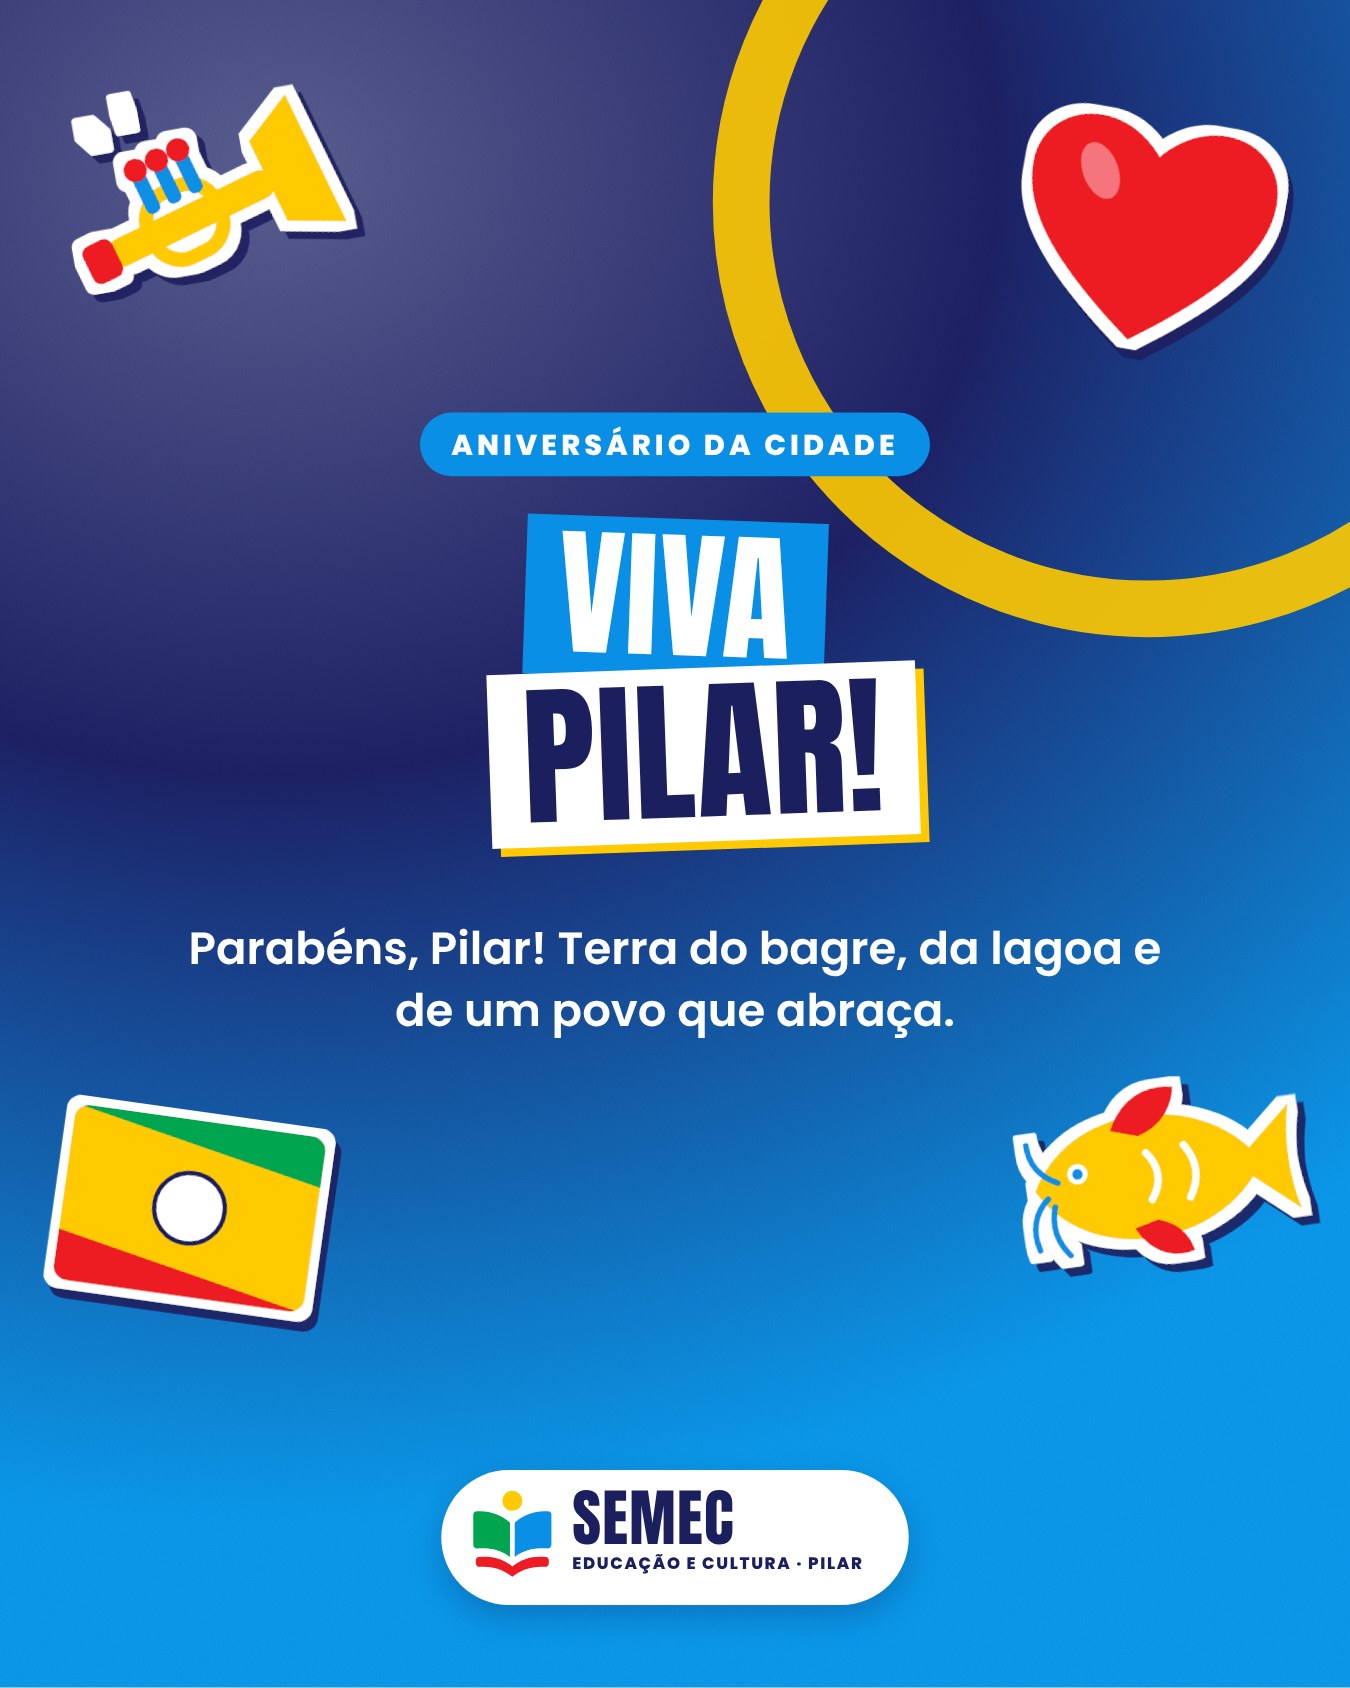 ANIVERSÁRIO DA CIDADE
VIVA
PILAR!
Parabéns, Pilar! Terra do bagre, da lagoa e
de um povo que abraça.
SEMEC
EDUCAÇÃO E CULTURA · PILAR